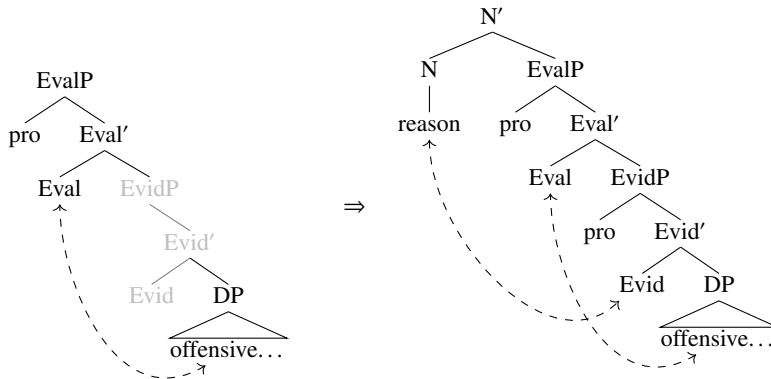 N′
N EvalP
EvalP
reason pro Eval′
pro Eval′
Eval EvidP Eval EvidP
⇒
pro Evid′
Evid′
Evid DP Evid DP
offensive... offensive...